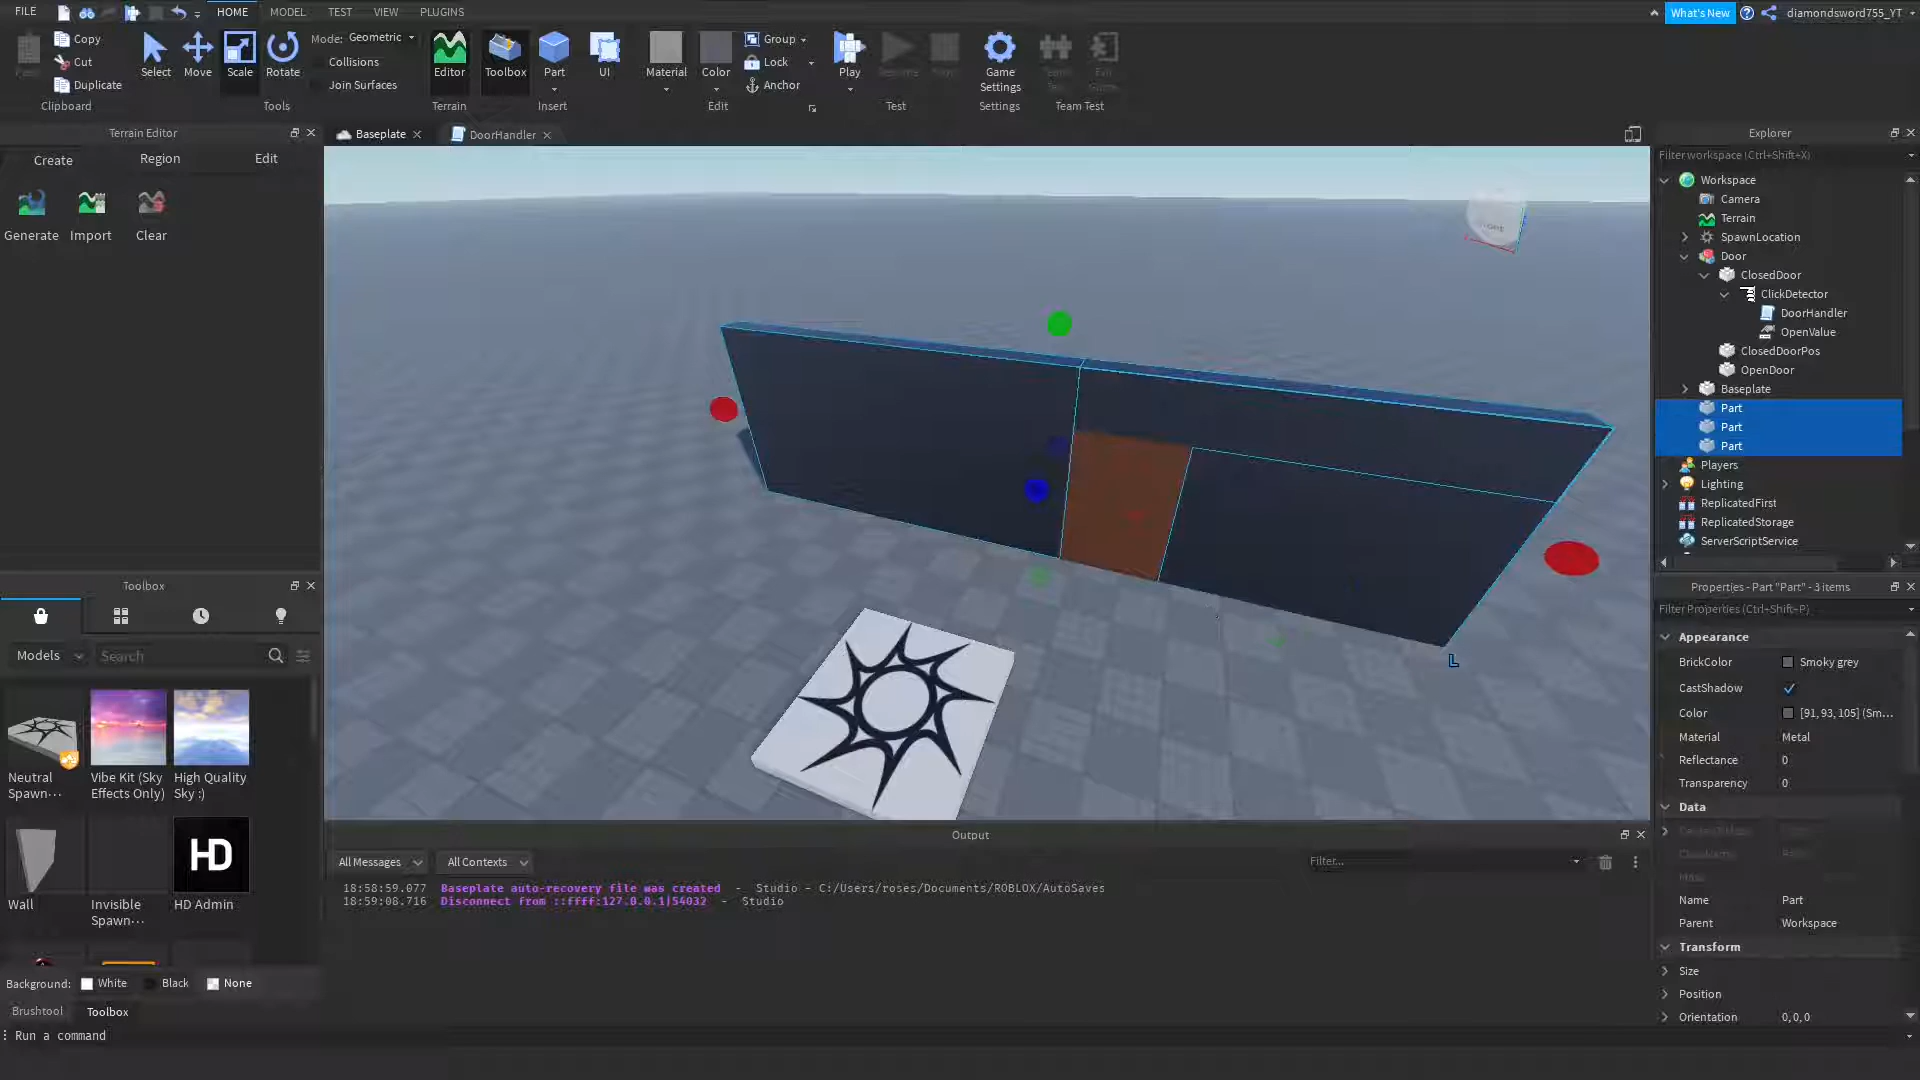 FILE
HOME
MODEL
TEST
VIEW
PLUGINS
What's New
diamondsword755_YT
Copy
Cut
Duplicate
Clipboard
Select
Move
Scale
Rotate
Mode: Geometric
Collisions
Join Surfaces
Tools
Editor
Terrain
Toolbox
Part
UI
Insert
Material
Color
Group
Lock
Anchor
Edit
Play
Test
Game
Settings
Settings
Team Test
Terrain Editor
Create
Region
Edit
Generate
Import
Clear
Baseplate
DoorHandler
Explorer
Filter workspace (Ctrl+Shift+X)
Workspace
Camera
Terrain
SpawnLocation
Door
ClosedDoor
ClickDetector
DoorHandler
OpenValue
ClosedDoorPos
OpenDoor
Baseplate
Part
Part
Part
Players
Lighting
ReplicatedFirst
ReplicatedStorage
ServerScriptService
Properties - Part "Part" - 3 items
Filter Properties (Ctrl+Shift+P)
Appearance
BrickColor
Smoky grey
CastShadow
Color
[91, 93, 105] (Sm...
Material
Metal
Reflectance
0
Transparency
0
Data
Name
Part
Parent
Workspace
Transform
Size
Position
Orientation
0, 0, 0
L
Toolbox
Models
Search
Neutral
Spawn...
Vibe Kit (Sky
Effects Only)
High Quality
Sky :)
HD
Wall
Invisible
Spawn...
HD Admin
Background:
White
Black
None
Brushtool
Toolbox
Run a command
Output
All Messages
All Contexts
Filter...
18:58:59.077 Baseplate auto-recovery file was created - Studio - C:/Users/roses/Documents/ROBLOX/AutoSaves
18:59:08.716 Disconnect from ::ffff:127.0.0.1|54032 - Studio